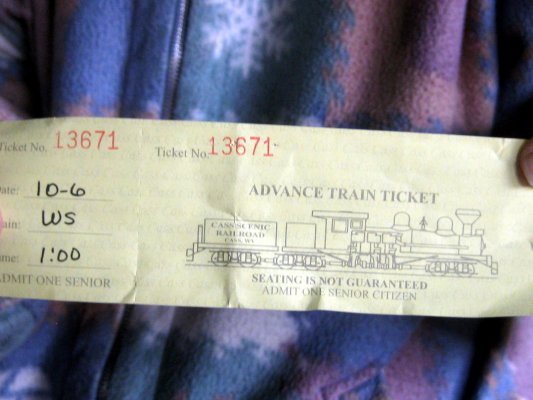 Ticket No. 13671
Date: 10-6
Train: WS
Time: 1:00
ADMIT ONE SENIOR
Ticket No. 13671
ADVANCE TRAIN TICKET
CASS SCENIC
RAILROAD
CASS, WV
SEATING IS NOT GUARANTEED
ADMIT ONE SENIOR CITIZEN